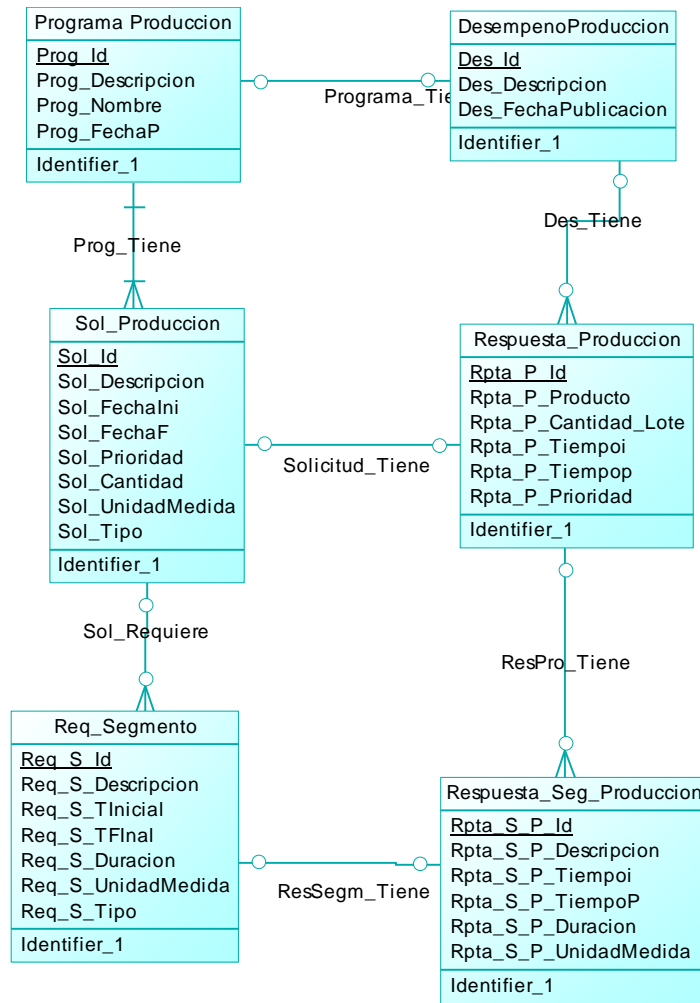 Programa Produccion
Prog_Id
Prog_Descripcion
Prog_Nombre
Prog_FechaP
Identifier_1
Programa_Tie
DesempenoProduccion
Des_Id
Des_Descripcion
Des_FechaPublicacion
Identifier_1
Prog_Tiene
Des_Tiene
Sol_Produccion
Sol_Id
Sol_Descripcion
Sol_FechaIni
Sol_FechaF
Sol_Prioridad
Sol_Cantidad
Sol_UnidadMedida
Sol_Tipo
Identifier_1
Solicitud_Tiene
Respuesta_Produccion
Rpta_P_Id
Rpta_P_Producto
Rpta_P_Cantidad_Lote
Rpta_P_Tiempoi
Rpta_P_Tiempop
Rpta_P_Prioridad
Identifier_1
Sol_Requiere
ResPro_Tiene
Req_Segmento
Req_S_Id
Req_S_Descripcion
Req_S_TInicial
Req_S_TFInal
Req_S_Duracion
Req_S_UnidadMedida
Req_S_Tipo
Identifier_1
ResSegm_Tiene
Respuesta_Seg_Produccion
Rpta_S_P_Id
Rpta_S_P_Descripcion
Rpta_S_P_Tiempoi
Rpta_S_P_TiempoP
Rpta_S_P_Duracion
Rpta_S_P_UnidadMedida
Identifier_1